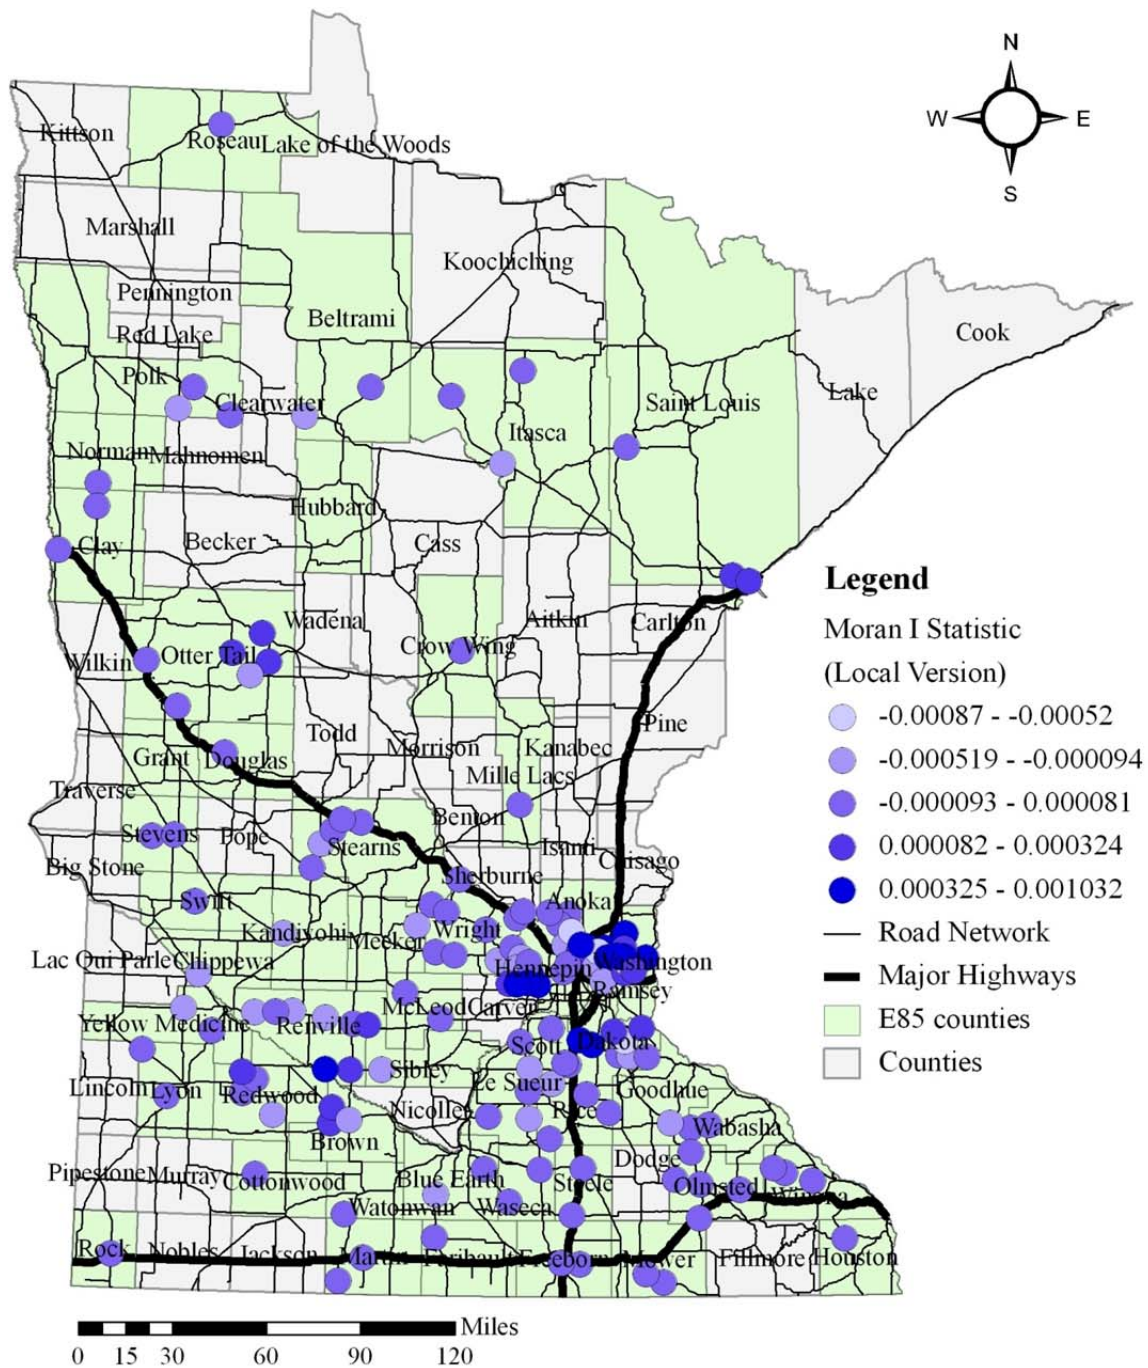 N
W E
S
Kittson
Roseau
Lake of the Woods
Marshall
Koochiching
Pennington
Beltrami
Red Lake
Cook
Polk
Clearwater
Saint Louis
Lake
Itasca
Norman
Mahnomen
Hubbard
Clay
Becker
Cass
Wadena
Aitkin
Carlton
Crow Wing
Wilkin
Otter Tail
Pine
Todd
Grant
Douglas
Morrison
Kanabec
Mille Lacs
Traverse
Benton
Stevens
Pope
Stearns
Isanti
Chisago
Big Stone
Sherburne
Swift
Anoka
Kandiyohi
Meeker
Wright
Lac Qui Parle
Chippewa
Hennepin
Washington
Ramsey
McLeod
Carver
Yellow Medicine
Renville
Scott
Dakota
Sibley
Lincoln
Lyon
Redwood
Le Sueur
Goodhue
Nicollet
Rice
Brown
Wabasha
Dodge
Pipestone
Murray
Cottonwood
Blue Earth
Steele
Olmsted
Winona
Watonwan
Waseca
Rock
Nobles
Jackson
Martin
Faribault
Freeborn
Mower
Fillmore
Houston
Legend
Moran I Statistic
(Local Version)
-0.00087 - -0.00052
-0.000519 - -0.000094
-0.000093 - 0.000081
0.000082 - 0.000324
0.000325 - 0.001032
Road Network
Major Highways
E85 counties
Counties
Miles
0 15 30 60 90 120